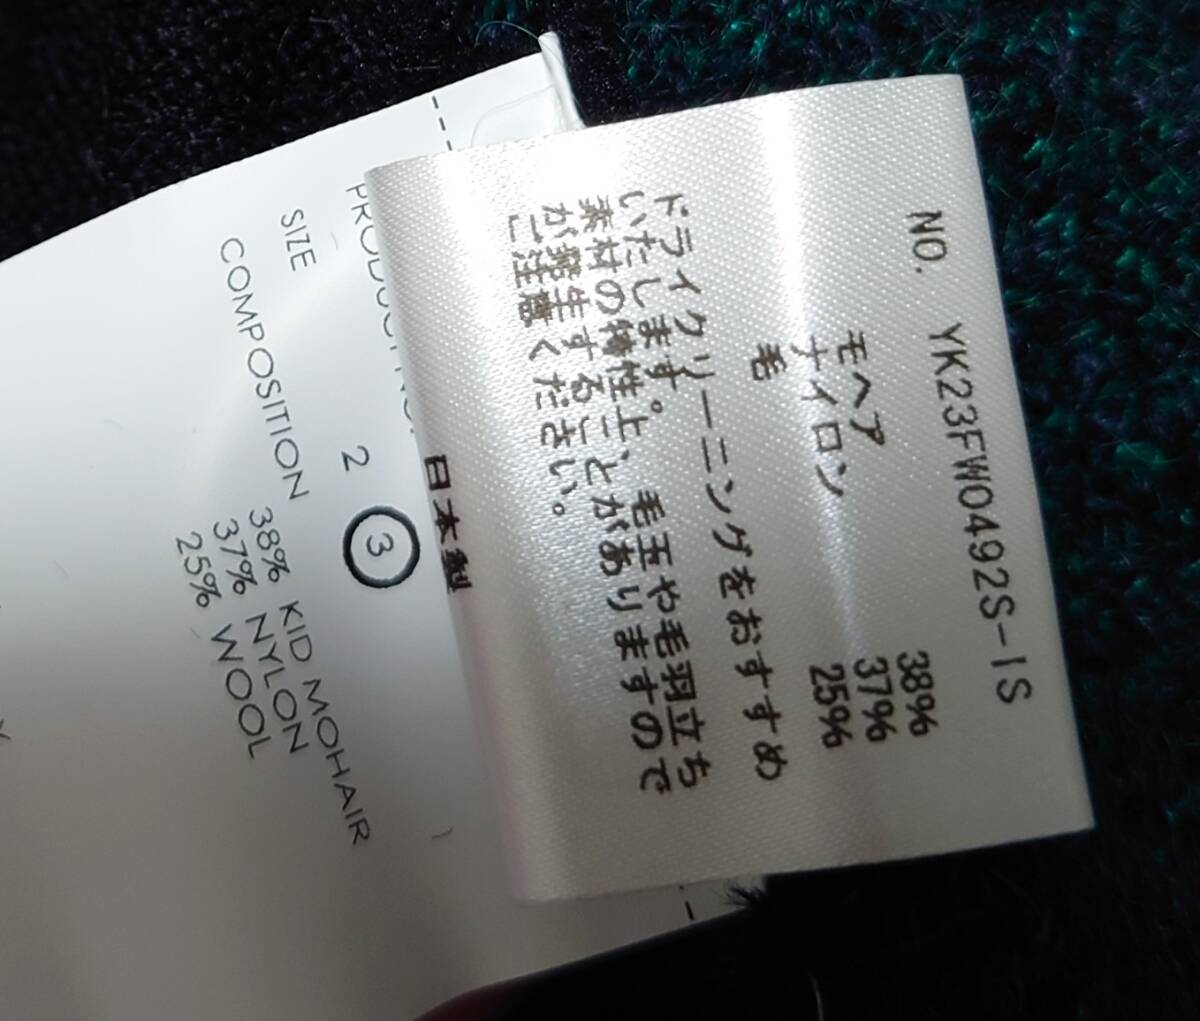 NO. YK23FW0492S-IS
モヘア 38%
ナイロン 37%
毛 25%
ドライクリーニングをおすすめ
いたします。
素材の特性上、毛玉や毛羽立ち
が発生することがありますので
ご注意ください。
日本製
SIZE 2 3
COMPOSITION 38% KID MOHAIR
37% NYLON
25% WOOL